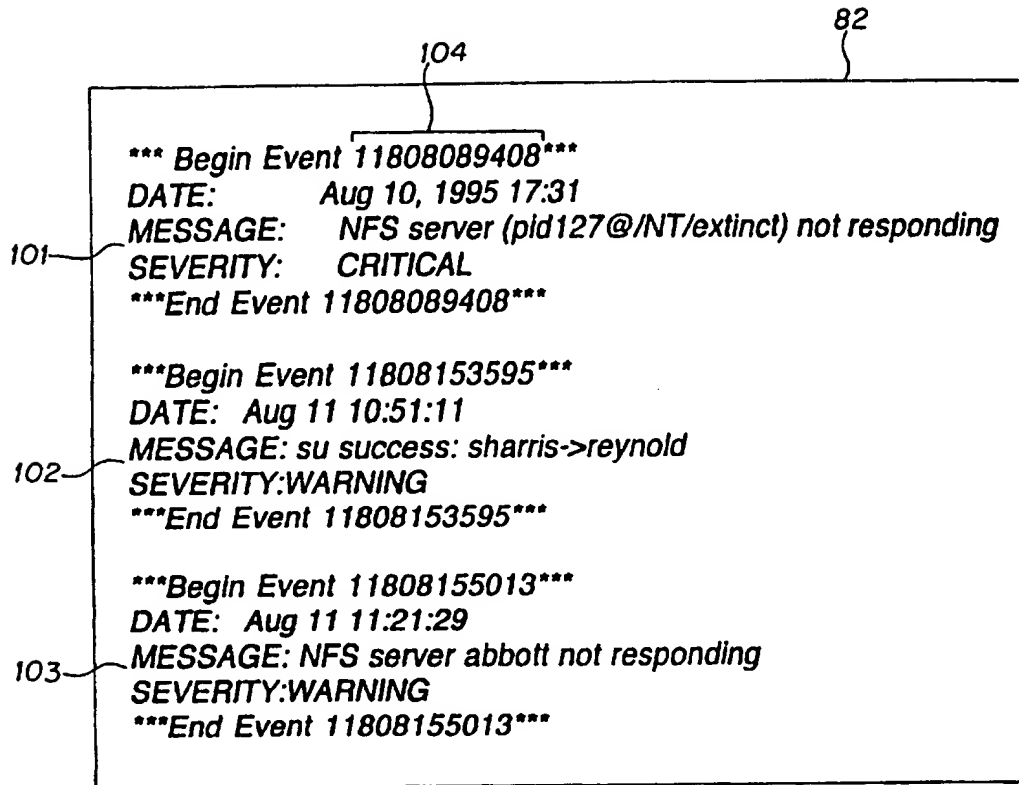 82
104
*** Begin Event 11808089408***
DATE: Aug 10, 1995 17:31
MESSAGE: NFS server (pid127@/NT/extinct) not responding
101
SEVERITY: CRITICAL
***End Event 11808089408***
***Begin Event 11808153595***
DATE: Aug 11 10:51:11
MESSAGE: su success: sharris->reynold
102
SEVERITY:WARNING
***End Event 11808153595***
***Begin Event 11808155013***
DATE: Aug 11 11:21:29
MESSAGE: NFS server abbott not responding
103
SEVERITY:WARNING
***End Event 11808155013***